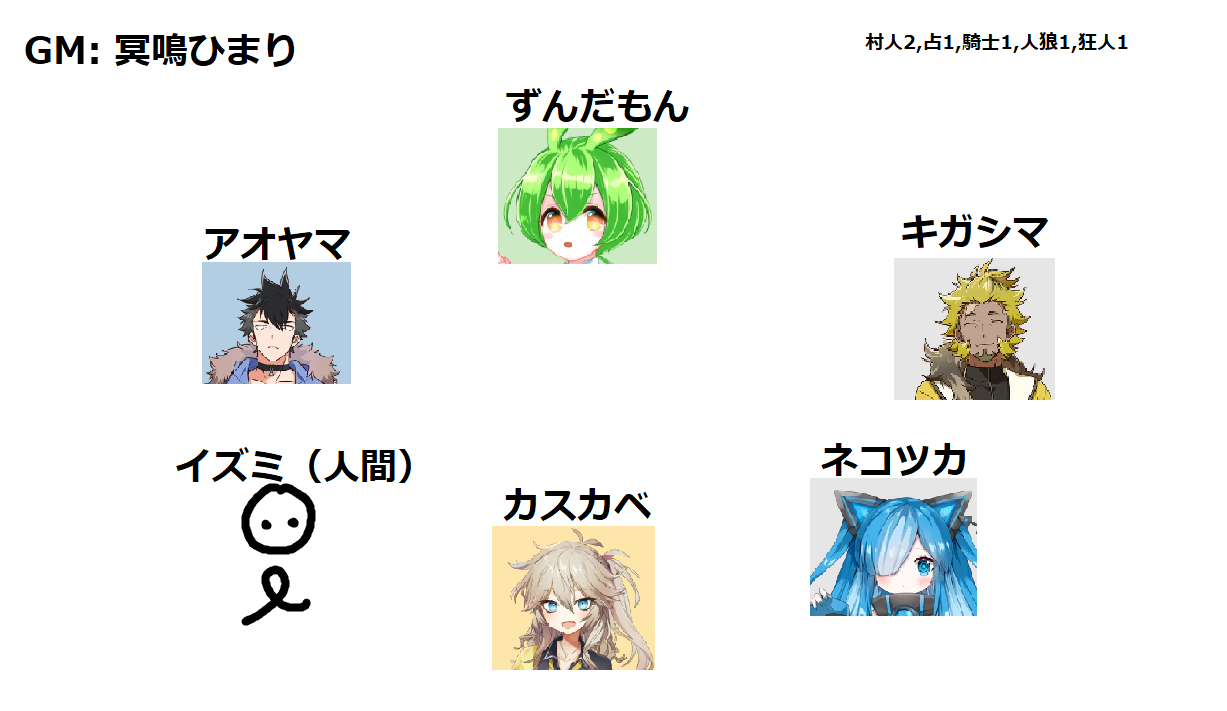 GM: 冥鳴ひまり
村人2,占1,騎士1,人狼1,狂人1
ずんだもん
アオヤマ
キガシマ
イズミ（人間）
カスカベ
ネコツカ